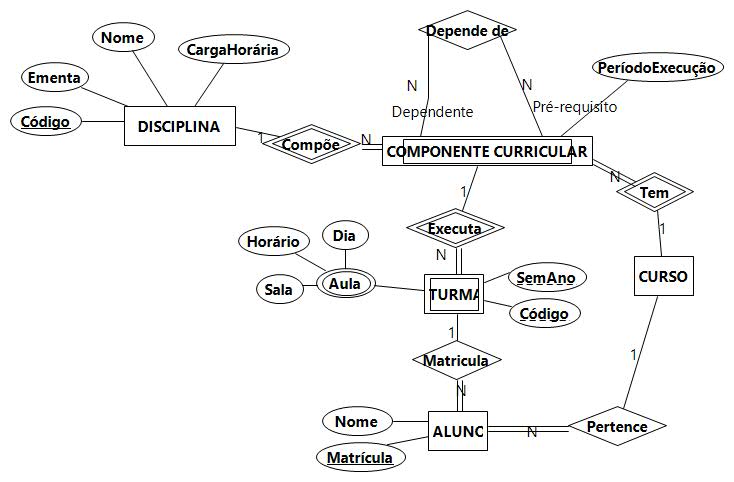 Depende de
Nome
CargaHorária
PeríodoExecução
Ementa
N
N
Dependente
Pré-requisito
Código
DISCIPLINA
1
Compõe
N
COMPONENTE CURRICULAR
N
Tem
1
1
Executa
Dia
Horário
N
Aula
Sala
TURMA
SemAno
CURSO
Código
1
Matricula
1
N
Nome
ALUNO
N
Pertence
Matrícula